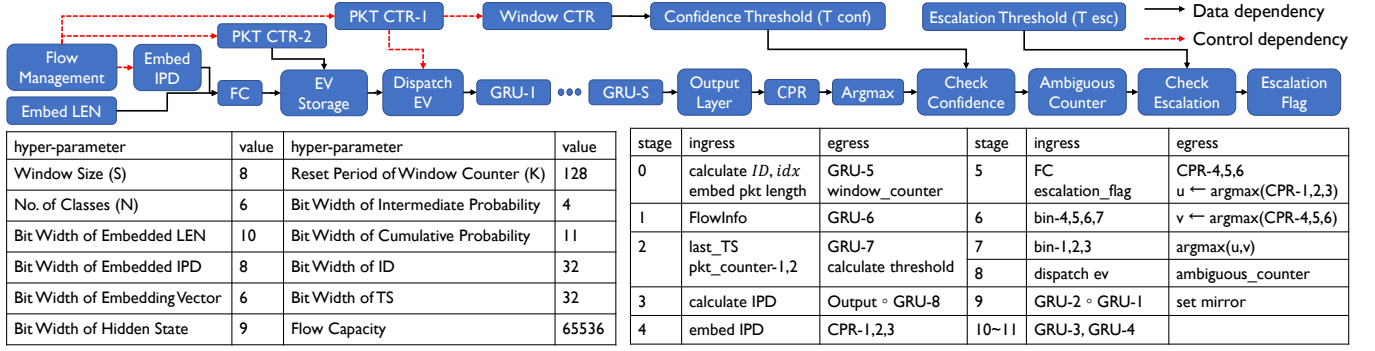 PKT CTR-1
Window CTR
Confidence Threshold (T conf)
Escalation Threshold (T esc)
Data dependency
Control dependency
PKT CTR-2
Flow
Management
Embed
IPD
Embed LEN
FC
EV
Storage
Dispatch
EV
GRU-1
GRU-S
Output
Layer
CPR
Argmax
Check
Confidence
Ambiguous
Counter
Check
Escalation
Escalation
Flag
hyper-parameter value hyper-parameter value
Window Size (S) 8 Reset Period of Window Counter (K) 128
No. of Classes (N) 6 Bit Width of Intermediate Probability 4
Bit Width of Embedded LEN 10 Bit Width of Cumulative Probability 11
Bit Width of Embedded IPD 8 Bit Width of ID 32
Bit Width of Embedding Vector 6 Bit Width of TS 32
Bit Width of Hidden State 9 Flow Capacity 65536
stage ingress egress stage ingress egress
0 calculate ID, idx GRU-5 5 FC CPR-4,5,6
embed pkt length window_counter escalation_flag u ← argmax(CPR-1,2,3)
1 FlowInfo GRU-6 6 bin-4,5,6,7 v ← argmax(CPR-4,5,6)
2 last_TS GRU-7 7 bin-1,2,3 argmax(u,v)
pkt_counter-1,2 calculate threshold 8 dispatch ev ambiguous_counter
3 calculate IPD Output ∘ GRU-8 9 GRU-2 ∘ GRU-1 set mirror
4 embed IPD CPR-1,2,3 10~11 GRU-3, GRU-4